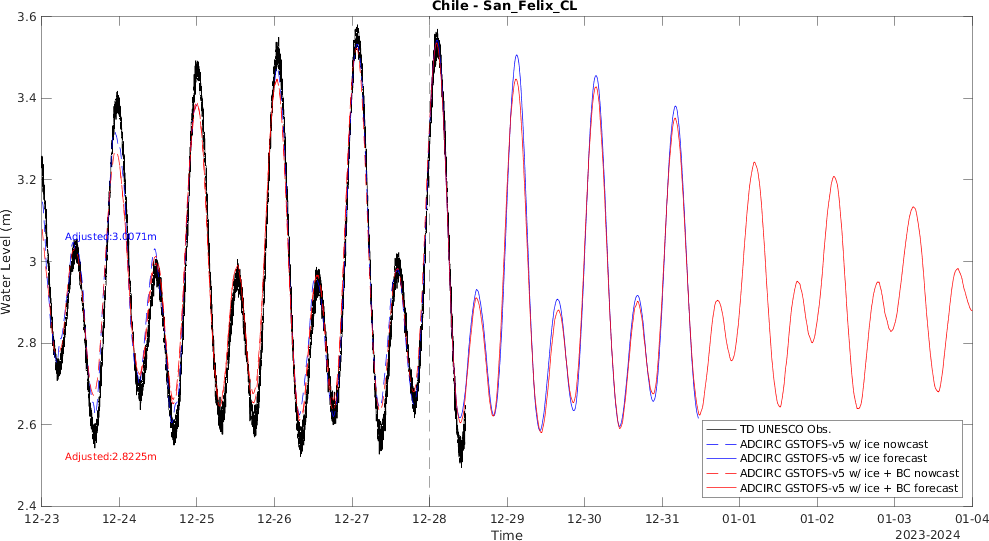 Chile - San_Felix_CL
3.6
3.4
3.2
3
2.8
2.6
2.4
Water Level (m)
Adjusted:3.0071m
Adjusted:2.8225m
TD UNESCO Obs.
ADCIRC GSTOFS-v5 w/ ice nowcast
ADCIRC GSTOFS-v5 w/ ice forecast
ADCIRC GSTOFS-v5 w/ ice + BC nowcast
ADCIRC GSTOFS-v5 w/ ice + BC forecast
12-23 12-24 12-25 12-26 12-27 12-28 12-29 12-30 12-31 01-01 01-02 01-03 01-04
Time
2023-2024